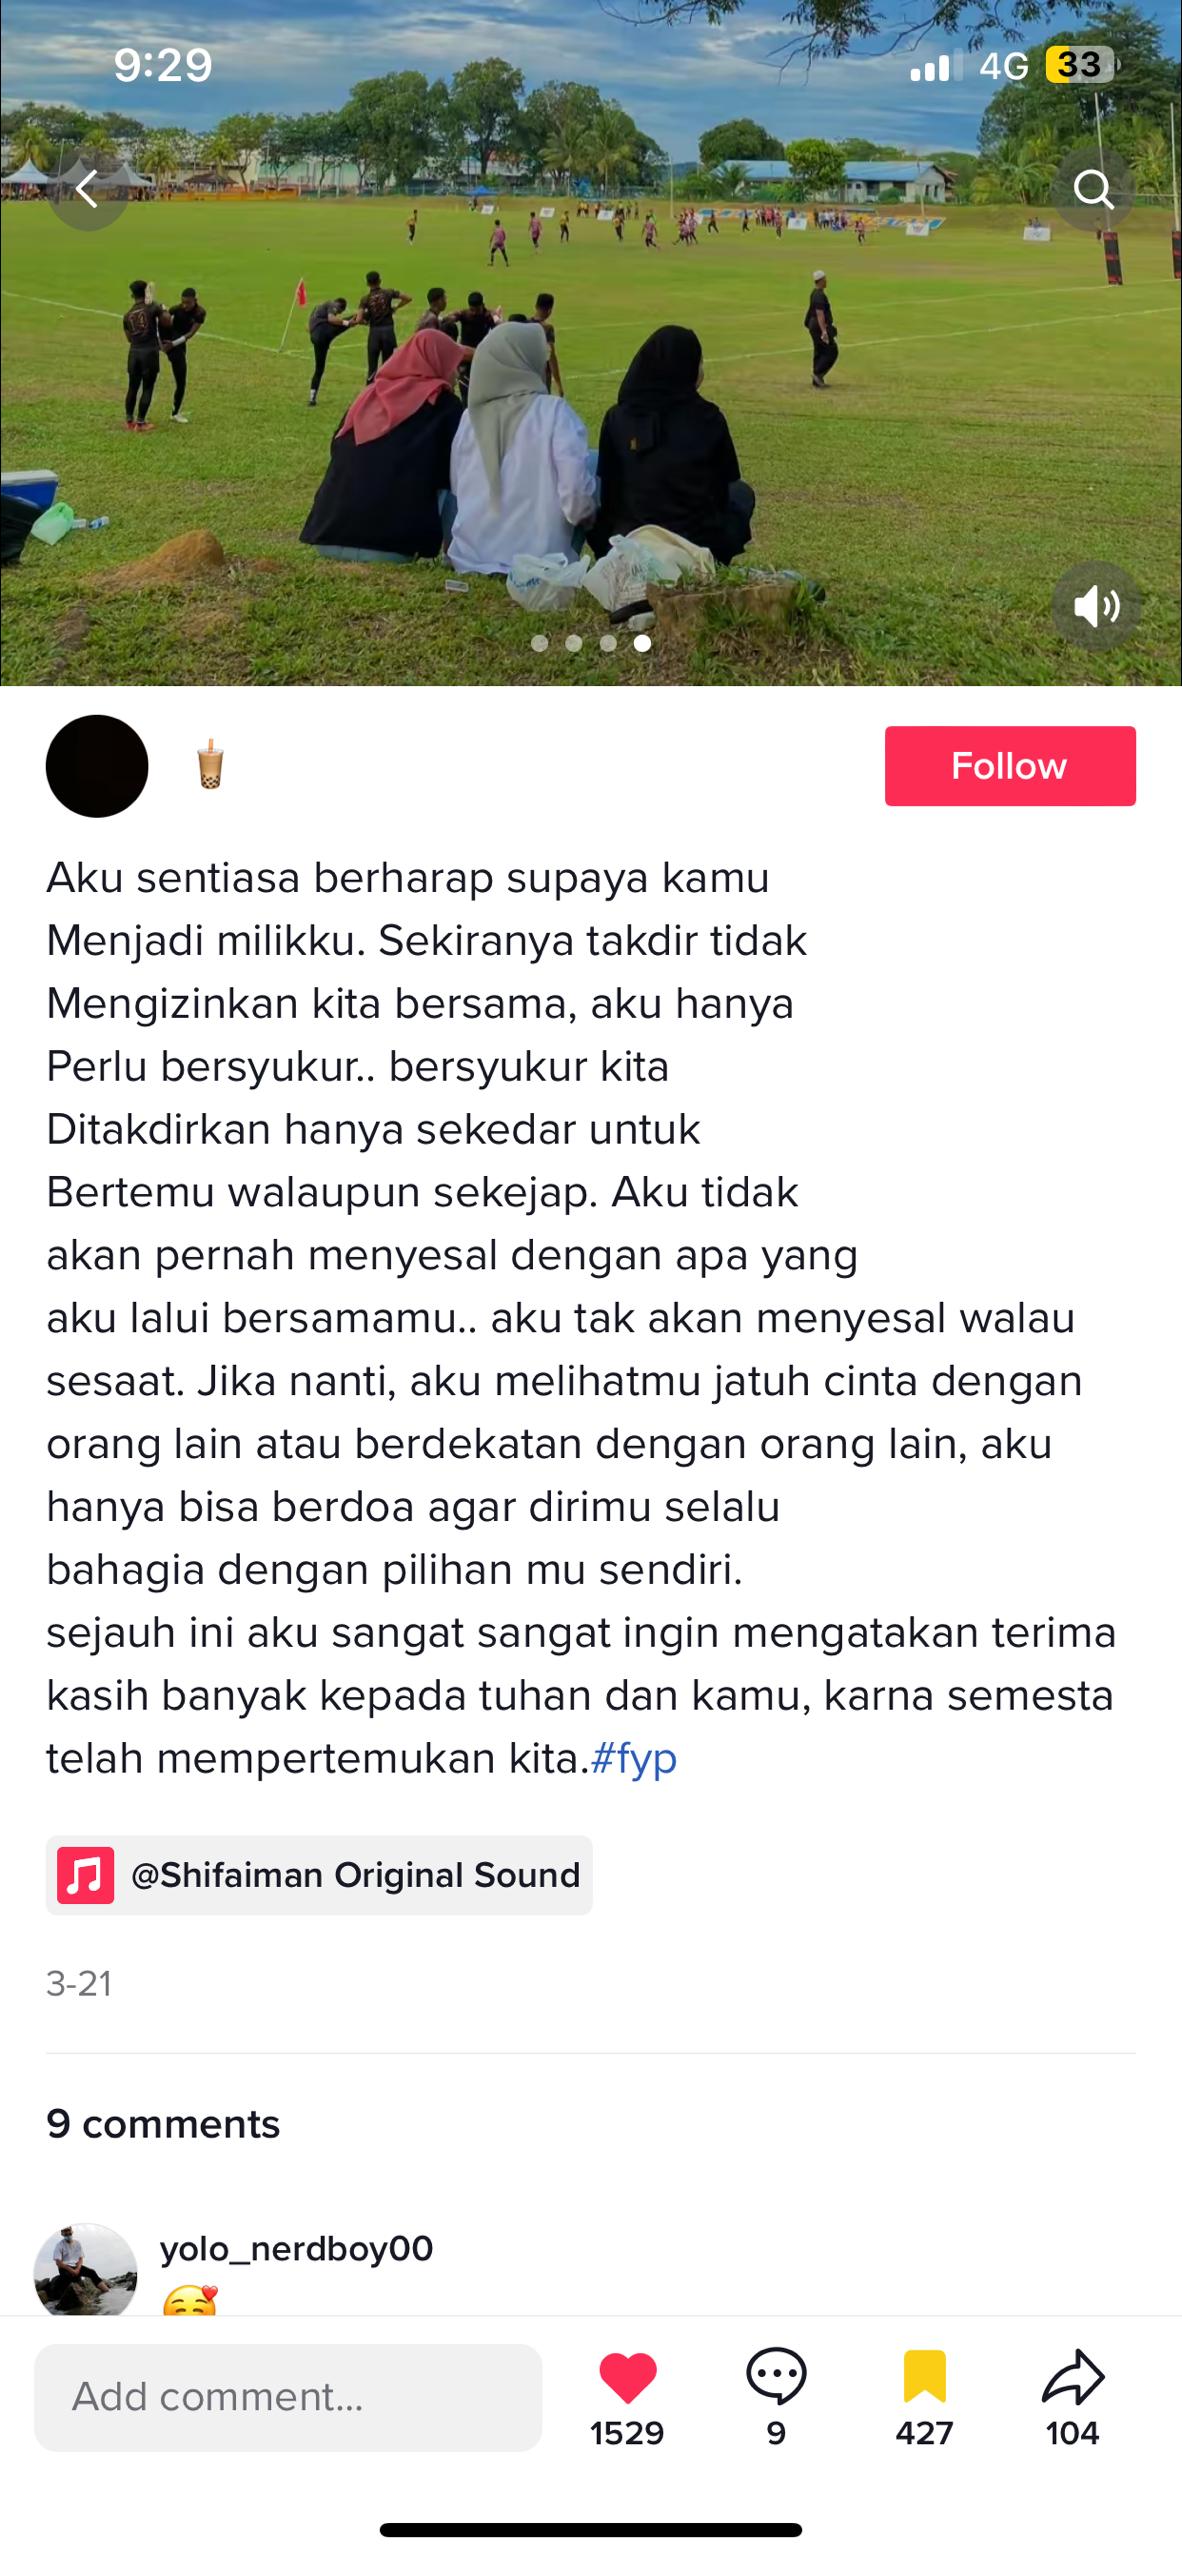 9:29
4G
33
🧋
Follow
Aku sentiasa berharap supaya kamu
Menjadi milikku. Sekiranya takdir tidak
Mengizinkan kita bersama, aku hanya
Perlu bersyukur.. bersyukur kita
Ditakdirkan hanya sekedar untuk
Bertemu walaupun sekejap. Aku tidak
akan pernah menyesal dengan apa yang
aku lalui bersamamu.. aku tak akan menyesal walau
sesaat. Jika nanti, aku melihatmu jatuh cinta dengan
orang lain atau berdekatan dengan orang lain, aku
hanya bisa berdoa agar dirimu selalu
bahagia dengan pilihan mu sendiri.
sejauh ini aku sangat sangat ingin mengatakan terima
kasih banyak kepada tuhan dan kamu, karna semesta
telah mempertemukan kita.#fyp
@Shifaiman Original Sound
3-21
9 comments
yolo_nerdboy00
🥰
Add comment...
1529
9
427
104